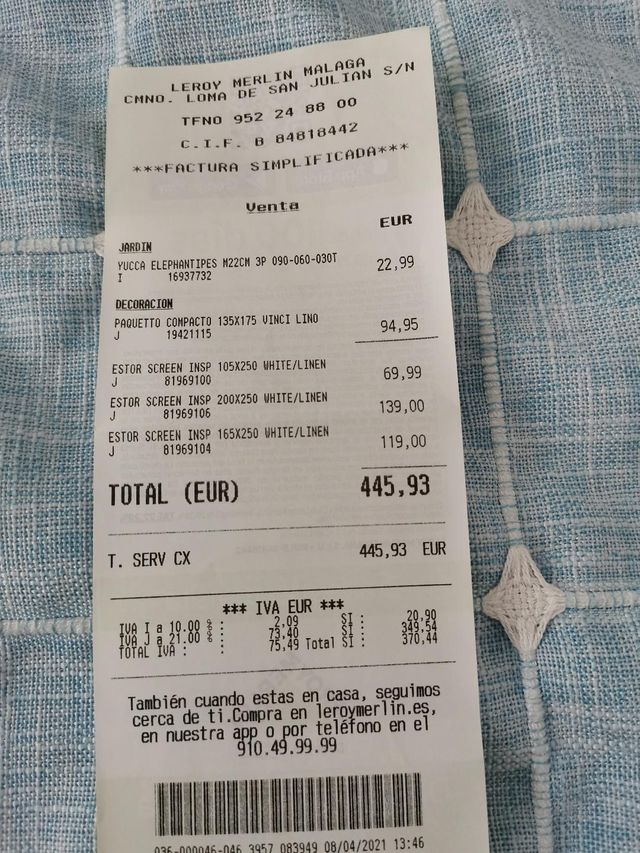 LEROY MERLIN MALAGA
CMNO. LOMA DE SAN JULIAN S/N
TFNO 952 24 88 00
C.I.F. B 84818442
***FACTURA SIMPLIFICADA***
Venta
EUR
JARDIN
YUCCA ELEPHANTIPES M22CM 3P 090-060-030T
I 16937732 22,99
DECORACION
PAQUETTO COMPACTO 135X175 VINCI LINO
J 19421115 94,95
ESTOR SCREEN INSP 105X250 WHITE/LINEN
J 81969100 69,99
ESTOR SCREEN INSP 200X250 WHITE/LINEN
J 81969106 139,00
ESTOR SCREEN INSP 165X250 WHITE/LINEN
J 81969104 119,00
TOTAL (EUR) 445,93
T. SERV CX 445,93 EUR
*** IVA EUR ***
IVA I a 10.00 % : 2,09 SI : 20,90
IVA J a 21.00 % : 73,40 SI : 349,54
TOTAL IVA : 75,49 Total SI : 370,44
También cuando estas en casa, seguimos
cerca de ti.Compra en leroymerlin.es,
en nuestra app o por teléfono en el
910.49.99.99
036-000046-046 3957 083949 08/04/2021 13:46